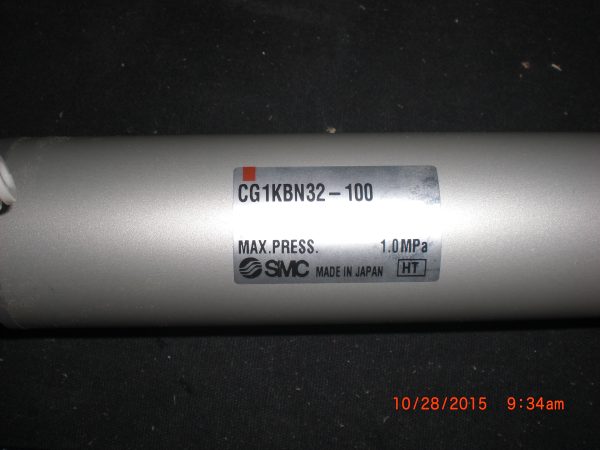 CG1KBN32-100
MAX.PRESS. 1.0MPa
SMC MADE IN JAPAN HT
10/28/2015 9:34am